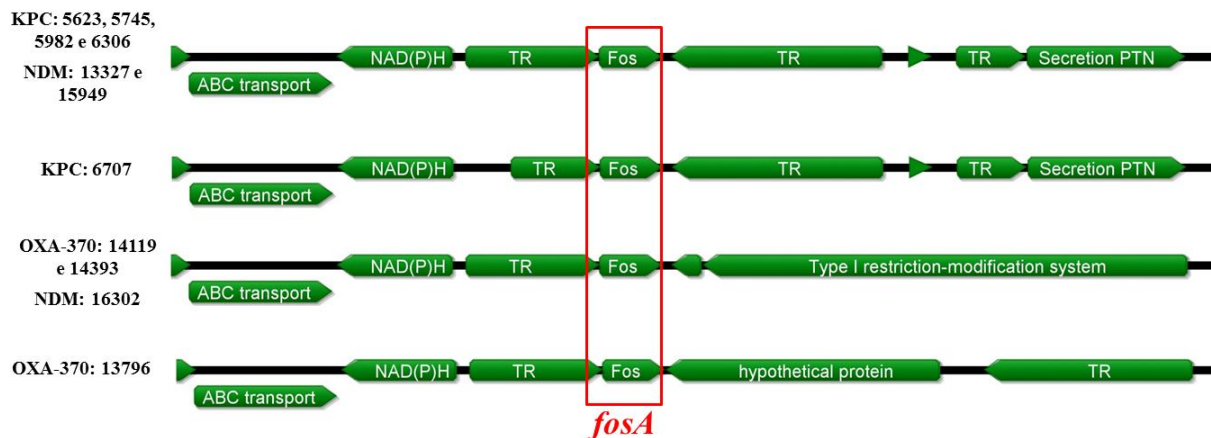 KPC: 5623, 5745,
5982 e 6306
NDM: 13327 e
15949
NAD(P)H TR Fos TR TR Secretion PTN
ABC transport
KPC: 6707
NAD(P)H TR Fos TR TR Secretion PTN
ABC transport
OXA-370: 14119
e 14393
NDM: 16302
NAD(P)H TR Fos Type I restriction-modification system
ABC transport
OXA-370: 13796
NAD(P)H TR Fos hypothetical protein TR
ABC transport
fosA